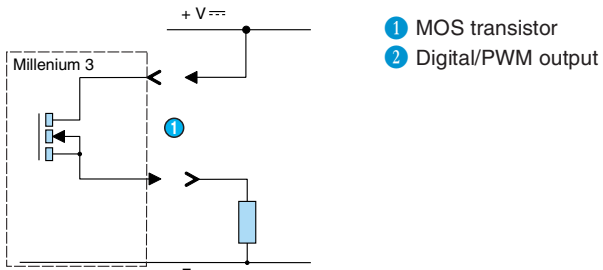 + V
Millenium 3
1
1 MOS transistor
2 Digital/PWM output
–